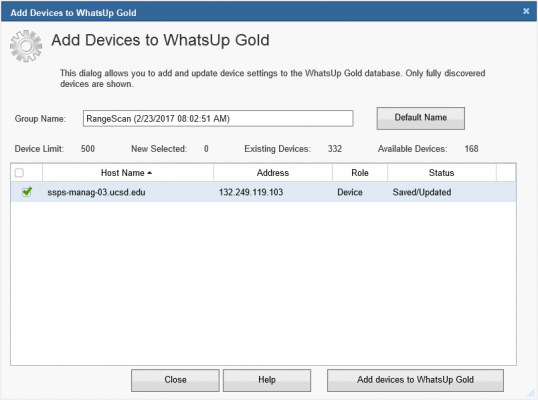 Add Devices to WhatsUp Gold
Add Devices to WhatsUp Gold
This dialog allows you to add and update device settings to the WhatsUp Gold database. Only fully discovered
devices are shown.
Group Name: RangeScan (2/23/2017 08:02:51 AM) Default Name
Device Limit: 500 New Selected: 0 Existing Devices: 332 Available Devices: 168
Host Name Address Role Status
ssps-manag-03.ucsd.edu 132.249.119.103 Device Saved/Updated
Close Help Add devices to WhatsUp Gold